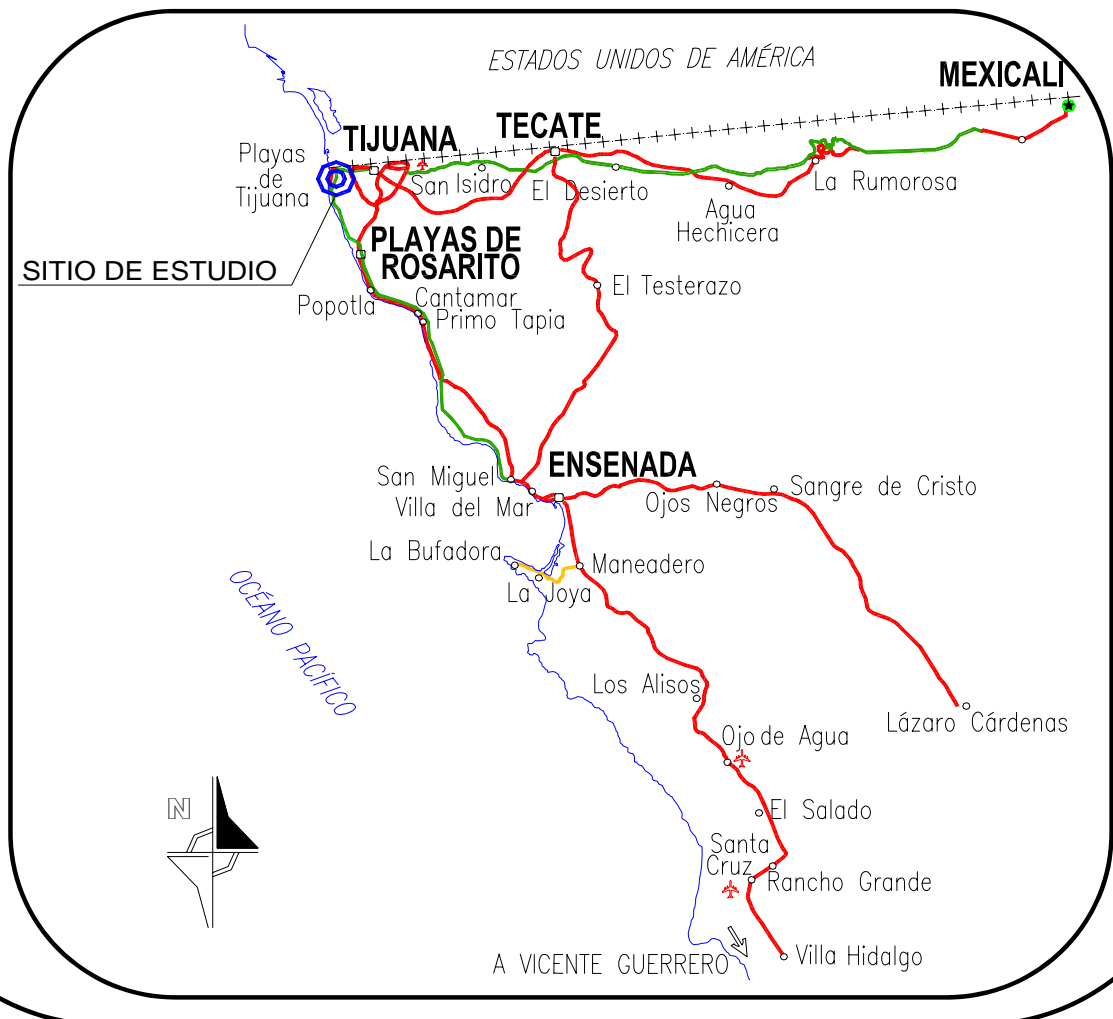 ESTADOS UNIDOS DE AMÉRICA
MEXICALI
TECATE
TIJUANA
Playas
de
Tijuana
San Isidro
El Desierto
La Rumorosa
Agua
Hechicera
PLAYAS DE
ROSARITO
SITIO DE ESTUDIO
El Testerazo
Popotla
Cantamar
Primo Tapia
ENSENADA
San Miguel
Villa del Mar
Ojos Negros
Sangre de Cristo
La Bufadora
Maneadero
La Joya
OCÉANO PACÍFICO
Los Alisos
Lázaro Cárdenas
Ojo de Agua
N
El Salado
Santa
Cruz
Rancho Grande
A VICENTE GUERRERO
Villa Hidalgo